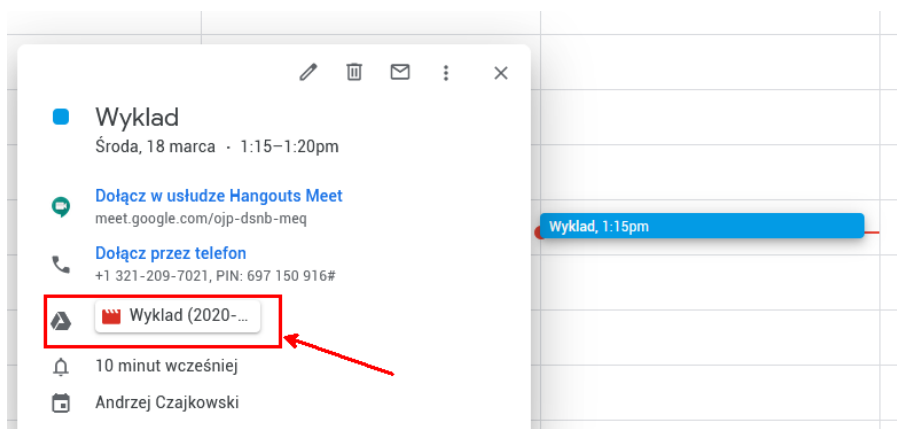 Wyklad
Środa, 18 marca · 1:15–1:20pm
Dołącz w usłudze Hangouts Meet
meet.google.com/ojp-dsnb-meq
Dołącz przez telefon
+1 321-209-7021, PIN: 697 150 916#
Wyklad (2020-...
10 minut wcześniej
Andrzej Czajkowski
Wyklad, 1:15pm